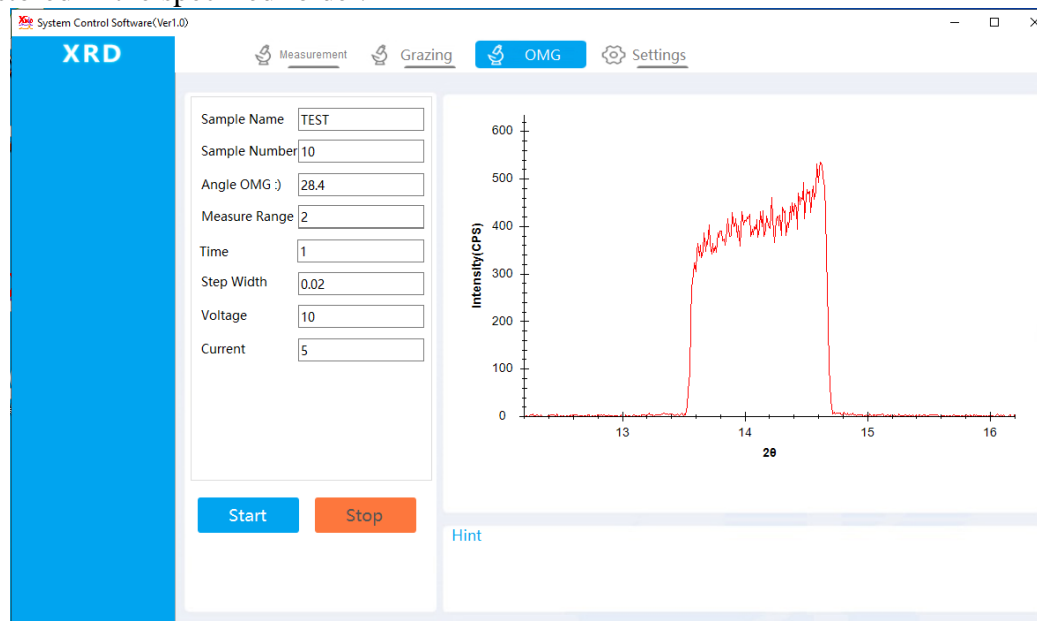 System Control Software(Ver1.0)
XRD
Measurement
Grazing
OMG
Settings
Sample Name TEST
Sample Number 10
Angle OMG :) 28.4
Measure Range 2
Time 1
Step Width 0.02
Voltage 10
Current 5
Start
Stop
600
500
400
300
200
100
0
Intensity(CPS)
13 14 15 16
2θ
Hint